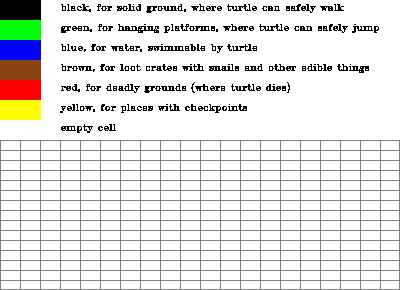 black, for solid ground, where turtle can safely walk
green, for hanging platforms, where turtle can safely jump
blue, for water, swimmable by turtle
brown, for loot crates with snails and other edible things
red, for deadly grounds (where turtle dies)
yellow, for places with checkpoints
empty cell